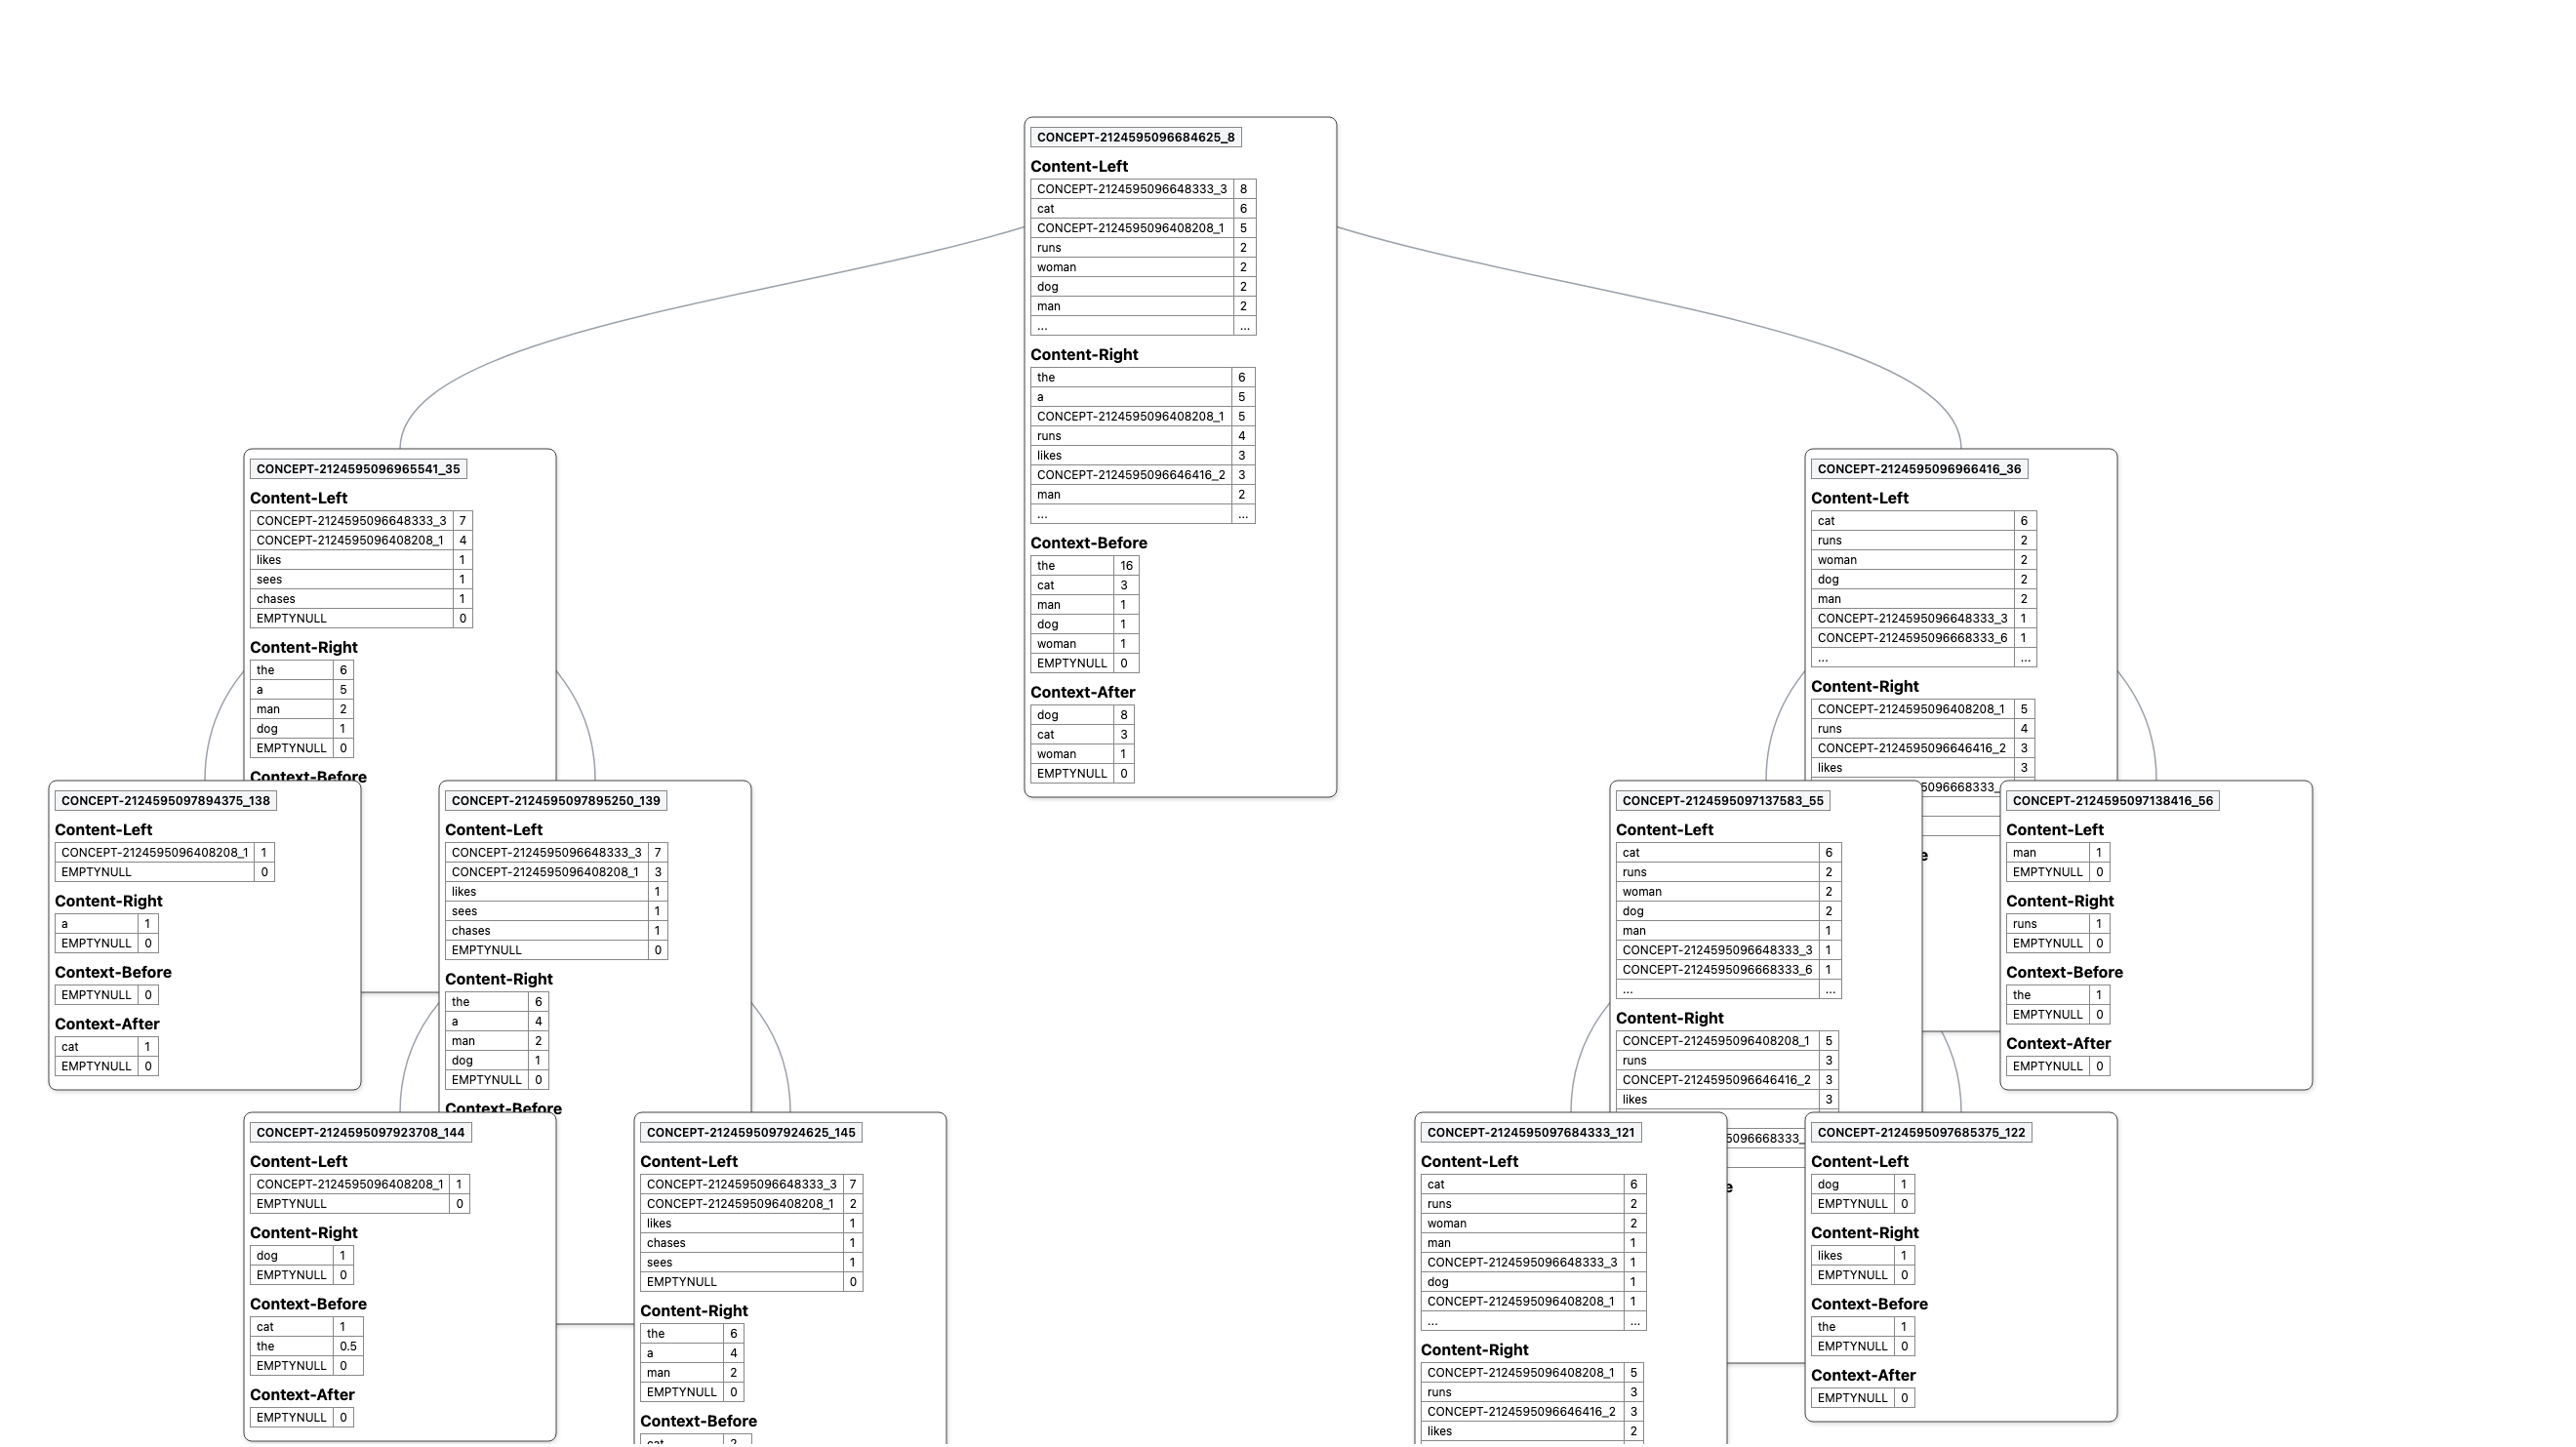 CONCEPT-2124595096684625_8
Content-Left
CONCEPT-2124595096648333_3 8
cat 6
CONCEPT-2124595096408208_1 5
runs 2
woman 2
dog 2
man 2
... ...
Content-Right
the 6
a 5
CONCEPT-2124595096408208_1 5
runs 4
likes 3
CONCEPT-2124595096646416_2 3
man 2
... ...
Context-Before
the 16
cat 3
man 1
dog 1
woman 1
EMPTYNULL 0
Context-After
dog 8
cat 3
woman 1
EMPTYNULL 0
CONCEPT-2124595096965541_35
Content-Left
CONCEPT-2124595096648333_3 7
CONCEPT-2124595096408208_1 4
likes 1
sees 1
chases 1
EMPTYNULL 0
Content-Right
the 6
a 5
man 2
dog 1
EMPTYNULL 0
Context-Before
CONCEPT-2124595096966416_36
Content-Left
cat 6
runs 2
woman 2
dog 2
man 2
CONCEPT-2124595096648333_3 1
CONCEPT-2124595096668333_6 1
... ...
Content-Right
CONCEPT-2124595096408208_1 5
runs 4
CONCEPT-2124595096646416_2 3
likes 3
5096668333_
e
CONCEPT-2124595097894375_138
Content-Left
CONCEPT-2124595096408208_1 1
EMPTYNULL 0
Content-Right
a 1
EMPTYNULL 0
Context-Before
EMPTYNULL 0
Context-After
cat 1
EMPTYNULL 0
CONCEPT-2124595097895250_139
Content-Left
CONCEPT-2124595096648333_3 7
CONCEPT-2124595096408208_1 3
likes 1
sees 1
chases 1
EMPTYNULL 0
Content-Right
the 6
a 4
man 2
dog 1
EMPTYNULL 0
Context-Before
CONCEPT-2124595097137583_55
Content-Left
cat 6
runs 2
woman 2
dog 2
man 1
CONCEPT-2124595096648333_3 1
CONCEPT-2124595096668333_6 1
... ...
Content-Right
CONCEPT-2124595096408208_1 5
runs 3
CONCEPT-2124595096646416_2 3
likes 3
5096668333_
e
CONCEPT-2124595097138416_56
Content-Left
man 1
EMPTYNULL 0
Content-Right
runs 1
EMPTYNULL 0
Context-Before
the 1
EMPTYNULL 0
Context-After
EMPTYNULL 0
CONCEPT-2124595097923708_144
Content-Left
CONCEPT-2124595096408208_1 1
EMPTYNULL 0
Content-Right
dog 1
EMPTYNULL 0
Context-Before
cat 1
the 0.5
EMPTYNULL 0
Context-After
EMPTYNULL 0
CONCEPT-2124595097924625_145
Content-Left
CONCEPT-2124595096648333_3 7
CONCEPT-2124595096408208_1 2
likes 1
chases 1
sees 1
EMPTYNULL 0
Content-Right
the 6
a 4
man 2
EMPTYNULL 0
Context-Before
cat 2
CONCEPT-2124595097684333_121
Content-Left
cat 6
runs 2
woman 2
man 1
CONCEPT-2124595096648333_3 1
dog 1
CONCEPT-2124595096408208_1 1
... ...
Content-Right
CONCEPT-2124595096408208_1 5
runs 3
CONCEPT-2124595096646416_2 3
likes 2
CONCEPT-2124595097685375_122
Content-Left
dog 1
EMPTYNULL 0
Content-Right
likes 1
EMPTYNULL 0
Context-Before
the 1
EMPTYNULL 0
Context-After
EMPTYNULL 0